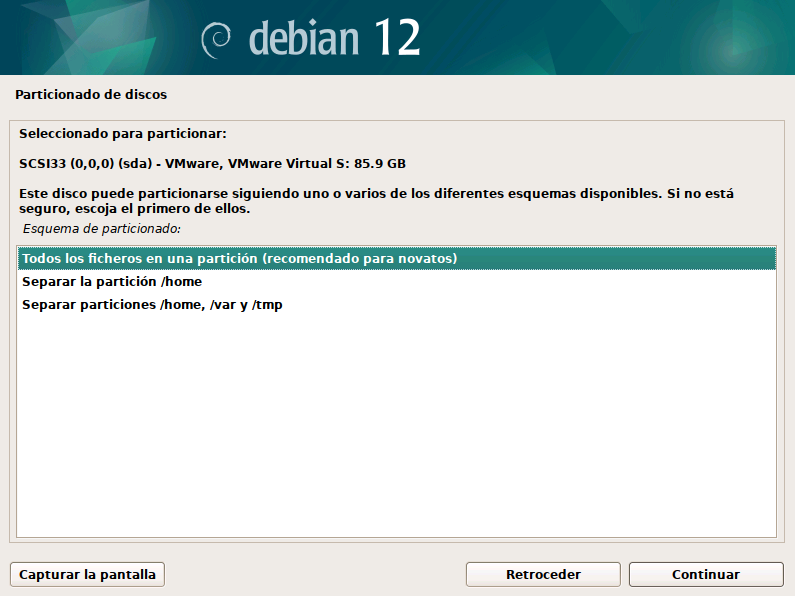 debian 12
Particionado de discos
Seleccionado para particionar:
SCSI33 (0,0,0) (sda) - VMware, VMware Virtual S: 85.9 GB
Este disco puede particionarse siguiendo uno o varios de los diferentes esquemas disponibles. Si no está
seguro, escoja el primero de ellos.
Esquema de particionado:
Todos los ficheros en una partición (recomendado para novatos)
Separar la partición /home
Separar particiones /home, /var y /tmp
Capturar la pantalla
Retroceder
Continuar